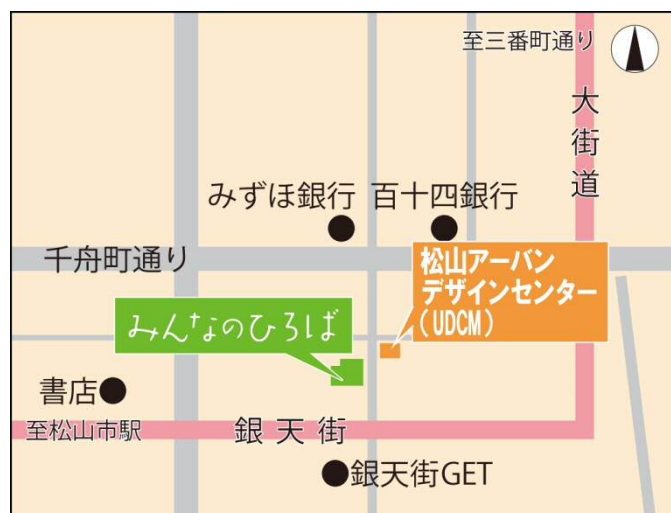 至三番町通り
大街道
みずほ銀行
百十四銀行
千舟町通り
松山アーバン
デザインセンター
(UDCM)
みんなのひろば
書店
至松山市駅
銀天街
銀天街GET